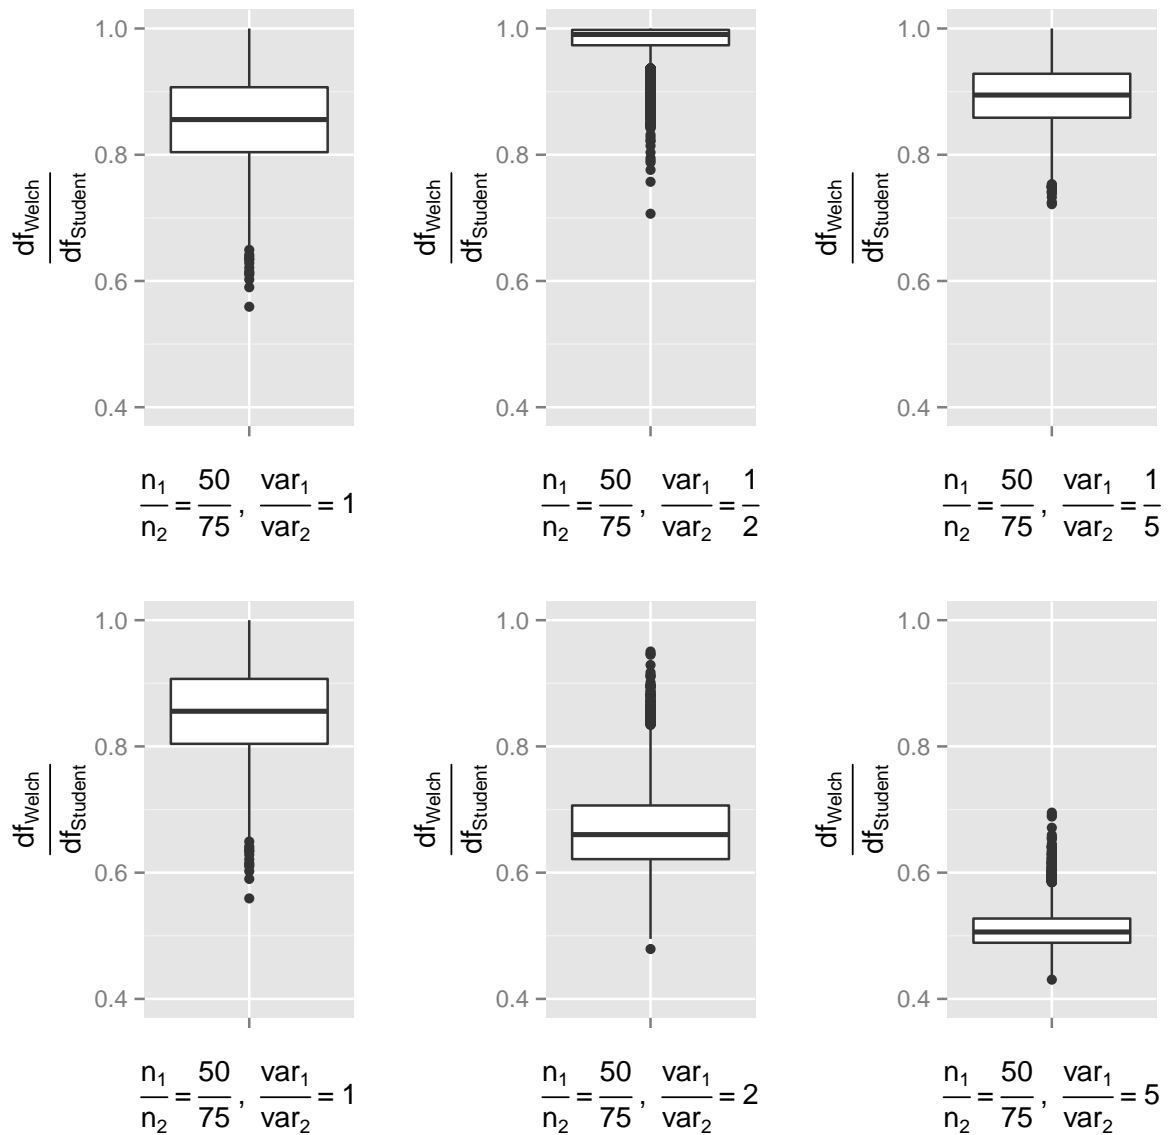 1.0
0.8
0.6
0.4
df_Welch / df_Student
n₁/n₂ = 50/75, var₁/var₂ = 1
1.0
0.8
0.6
0.4
df_Welch / df_Student
n₁/n₂ = 50/75, var₁/var₂ = 1/2
1.0
0.8
0.6
0.4
df_Welch / df_Student
n₁/n₂ = 50/75, var₁/var₂ = 1/5
1.0
0.8
0.6
0.4
df_Welch / df_Student
n₁/n₂ = 50/75, var₁/var₂ = 1
1.0
0.8
0.6
0.4
df_Welch / df_Student
n₁/n₂ = 50/75, var₁/var₂ = 2
1.0
0.8
0.6
0.4
df_Welch / df_Student
n₁/n₂ = 50/75, var₁/var₂ = 5